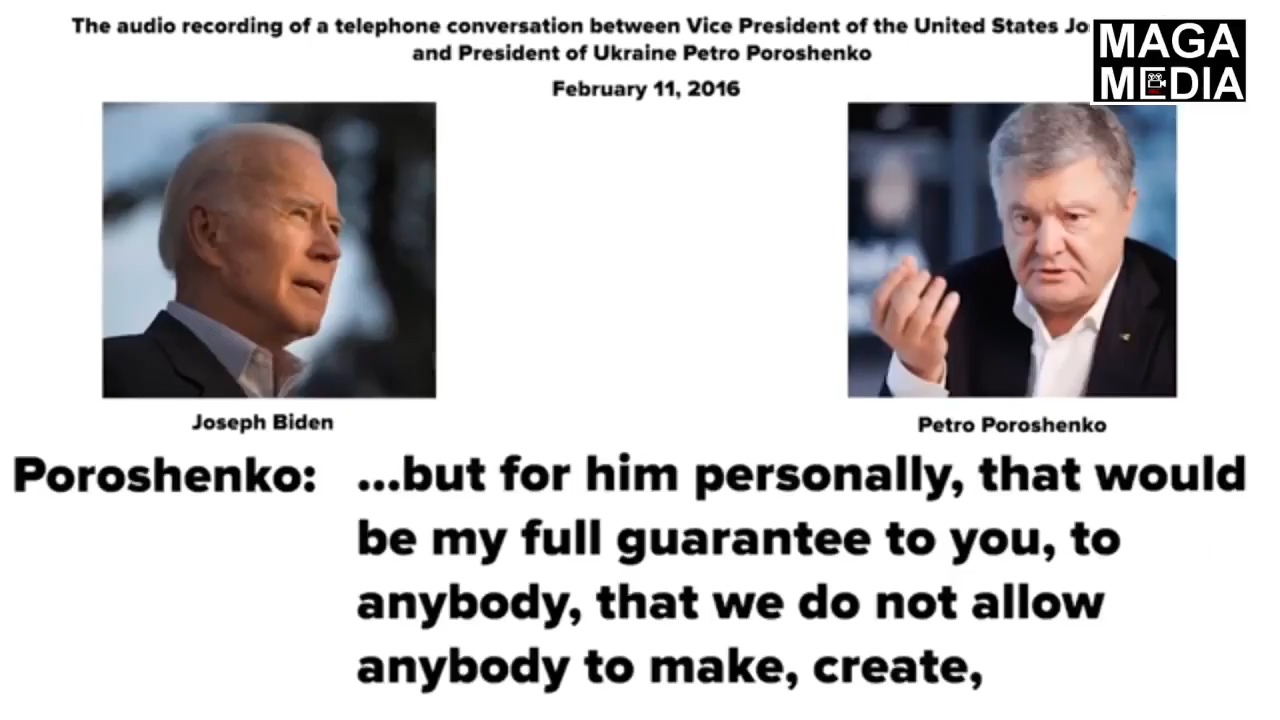 The audio recording of a telephone conversation between Vice President of the United States Jo
and President of Ukraine Petro Poroshenko
February 11, 2016
MAGA
MEDIA
Joseph Biden
Petro Poroshenko
Poroshenko: ...but for him personally, that would
be my full guarantee to you, to
anybody, that we do not allow
anybody to make, create,